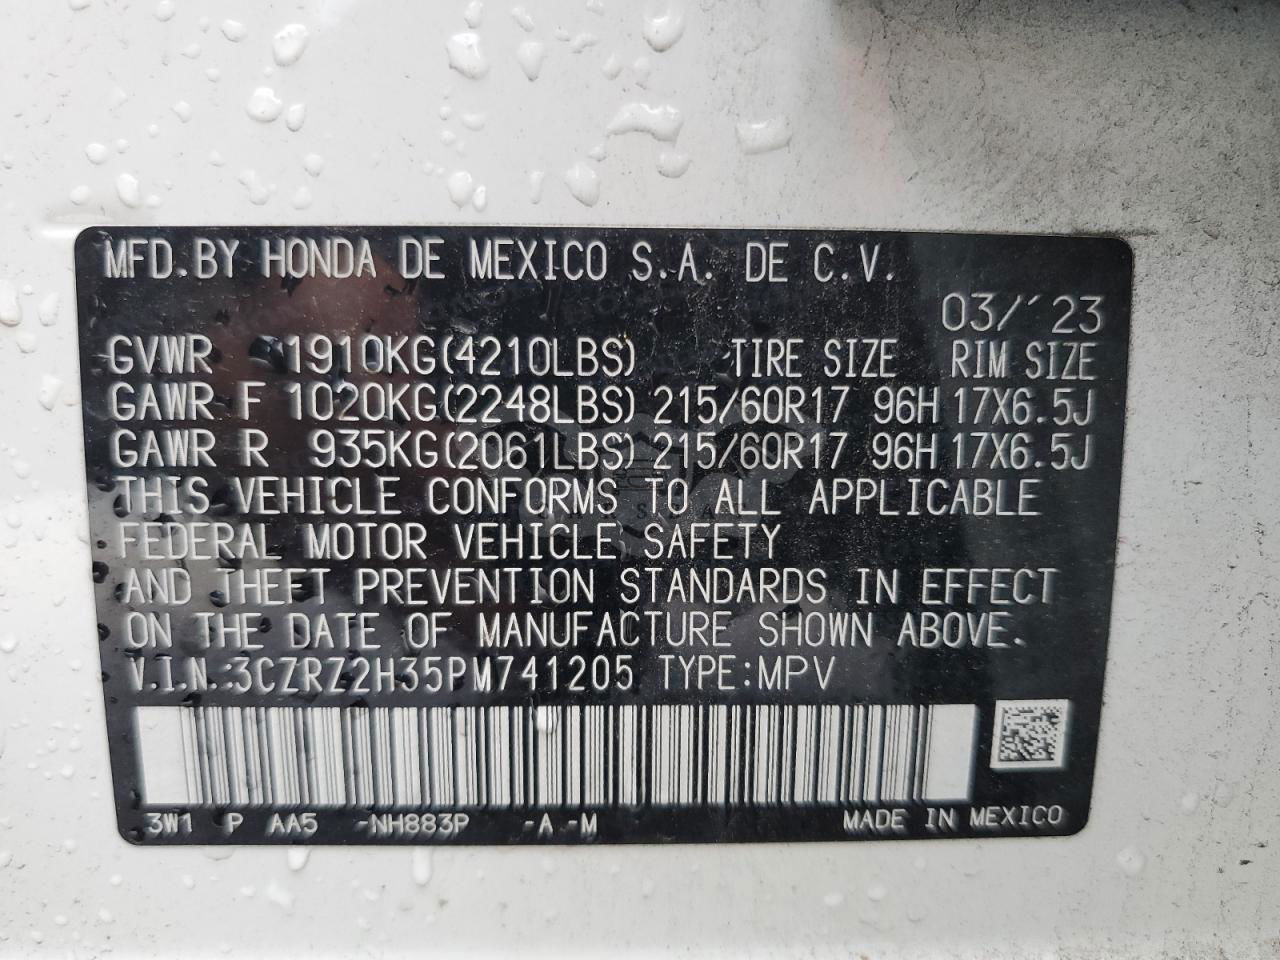 MFD.BY HONDA DE MEXICO S.A. DE C.V.
03/'23
GVWR 1910KG(4210LBS) TIRE SIZE RIM SIZE
GAWR F 1020KG(2248LBS) 215/60R17 96H 17X6.5J
GAWR R 935KG(2061LBS) 215/60R17 96H 17X6.5J
THIS VEHICLE CONFORMS TO ALL APPLICABLE
FEDERAL MOTOR VEHICLE SAFETY
AND THEFT PREVENTION STANDARDS IN EFFECT
ON THE DATE OF MANUFACTURE SHOWN ABOVE.
V.I.N.:3CZRZ2H35PM741205 TYPE:MPV
3W1 P AA5 -NH883P -A -M MADE IN MEXICO